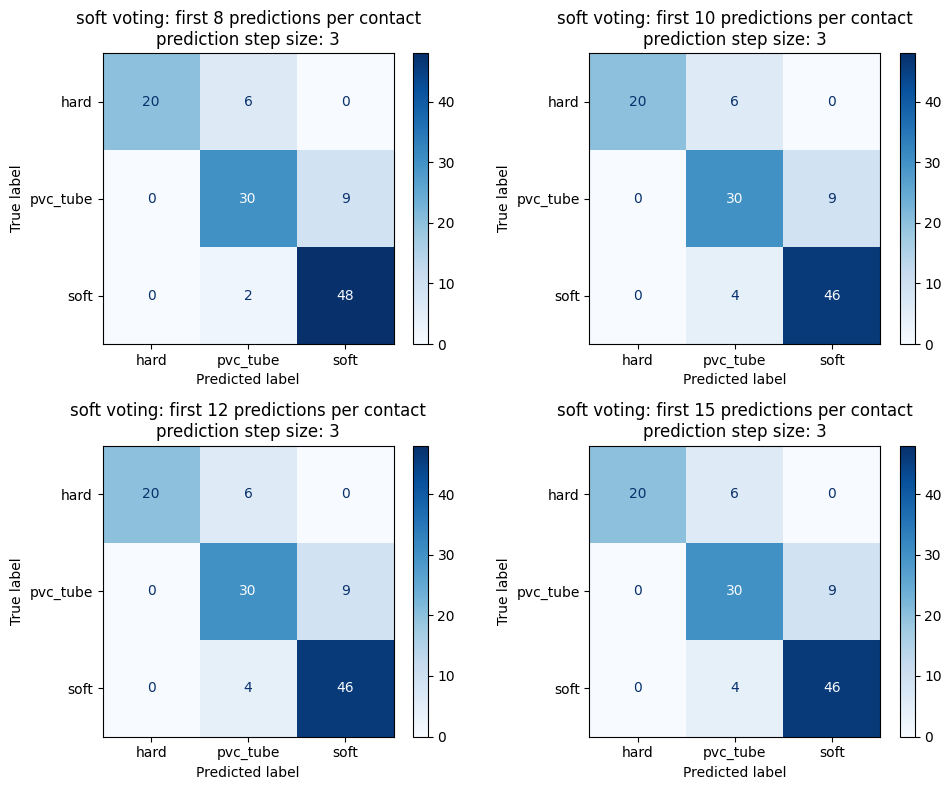 soft voting: first 8 predictions per contact
prediction step size: 3
hard 20 6 0
pvc_tube 0 30 9
soft 0 2 48
hard pvc_tube soft
Predicted label
True label
40
30
20
10
0
soft voting: first 10 predictions per contact
prediction step size: 3
hard 20 6 0
pvc_tube 0 30 9
soft 0 4 46
hard pvc_tube soft
Predicted label
True label
40
30
20
10
0
soft voting: first 12 predictions per contact
prediction step size: 3
hard 20 6 0
pvc_tube 0 30 9
soft 0 4 46
hard pvc_tube soft
Predicted label
True label
40
30
20
10
0
soft voting: first 15 predictions per contact
prediction step size: 3
hard 20 6 0
pvc_tube 0 30 9
soft 0 4 46
hard pvc_tube soft
Predicted label
True label
40
30
20
10
0